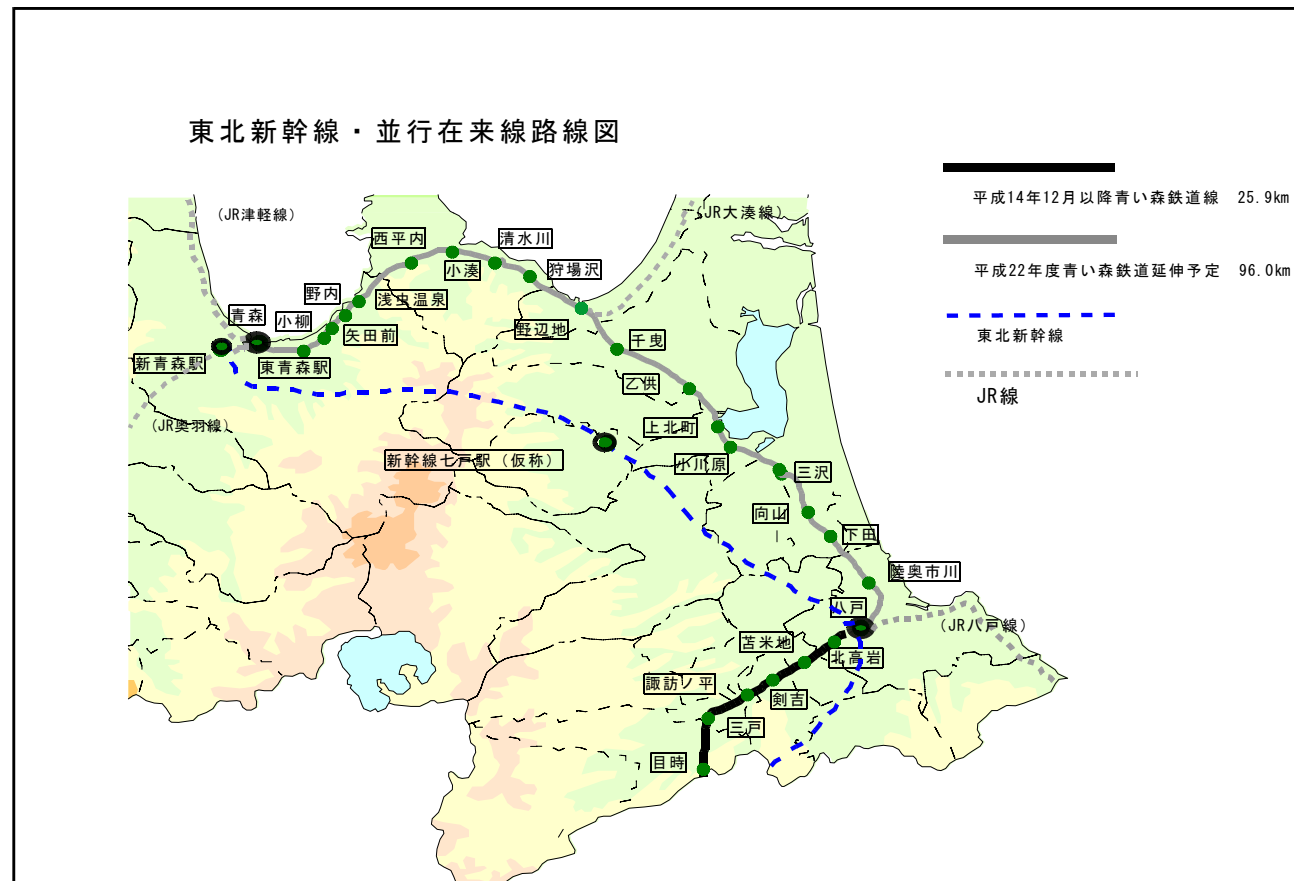 東北新幹線・並行在来線路線図
平成14年12月以降青い森鉄道線 25.9km
平成22年度青い森鉄道延伸予定 96.0km
東北新幹線
JR線
(JR津軽線)
(JR大湊線)
西平内
清水川
小湊
狩場沢
野内
浅虫温泉
青森
小柳
矢田前
野辺地
千曳
新青森駅
東青森駅
乙供
(JR奥羽線)
上北町
新幹線七戸駅(仮称)
小川原
三沢
向山
下田
陸奥市川
八戸
(JR八戸線)
苫米地
北高岩
諏訪ノ平
剣吉
三戸
目時